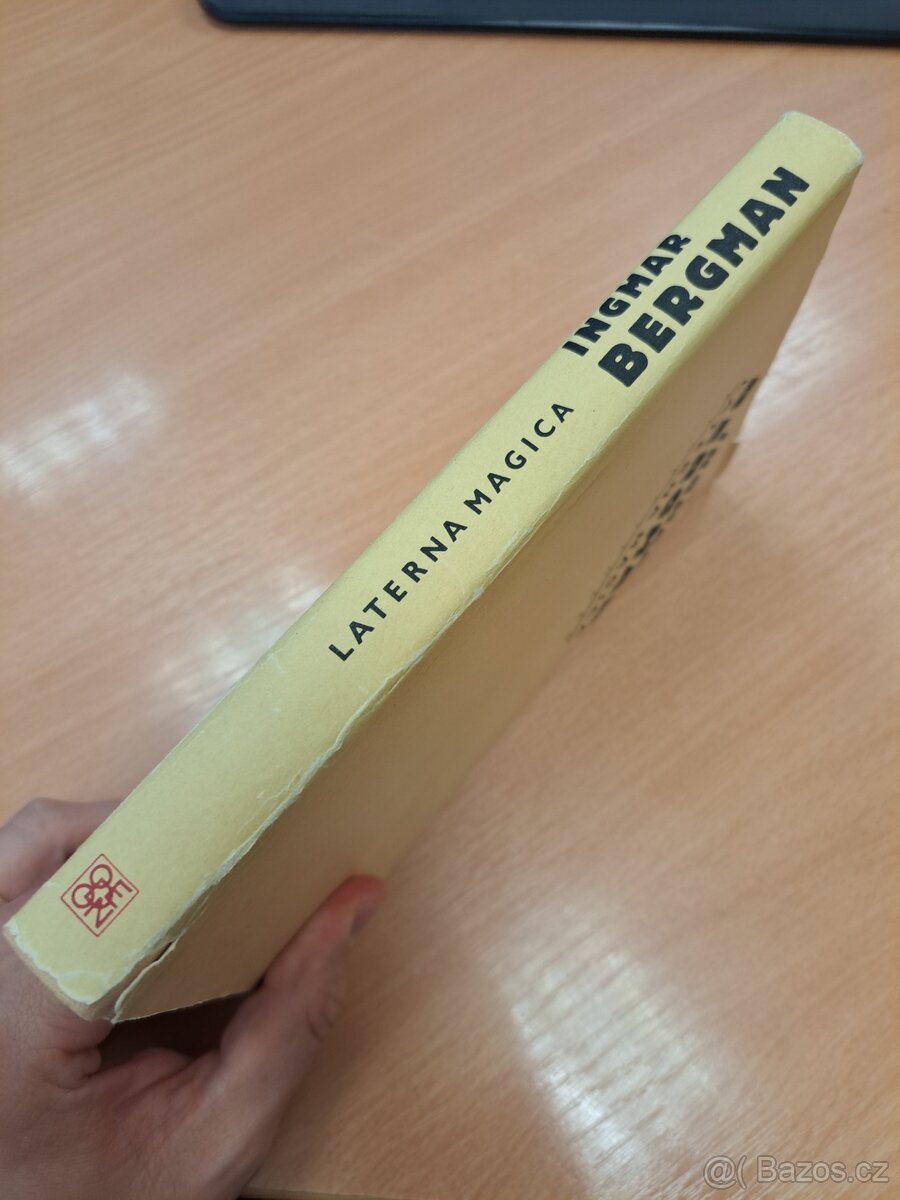 INGMAR
BERGMAN
LATERNA MAGICA
ODEON
@( Bazos.cz